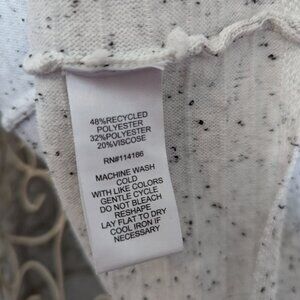 48%RECYCLED
POLYESTER
32%POLYESTER
20%VISCOSE
RN#114166
MACHINE WASH
COLD
WITH LIKE COLORS
GENTLE CYCLE
DO NOT BLEACH
RESHAPE
LAY FLAT TO DRY
COOL IRON IF
NECESSARY